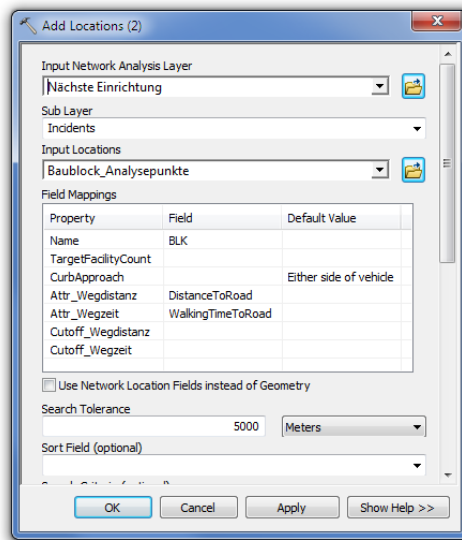 Add Locations (2)
Input Network Analysis Layer
Nächste Einrichtung
Sub Layer
Incidents
Input Locations
Baublock_Analysepunkte
Field Mappings
Property Field Default Value
Name BLK
TargetFacilityCount
CurbApproach Either side of vehicle
Attr_Wegdistanz DistanceToRoad
Attr_Wegzeit WalkingTimeToRoad
Cutoff_Wegdistanz
Cutoff_Wegzeit
Use Network Location Fields instead of Geometry
Search Tolerance
5000 Meters
Sort Field (optional)
OK Cancel Apply Show Help >>